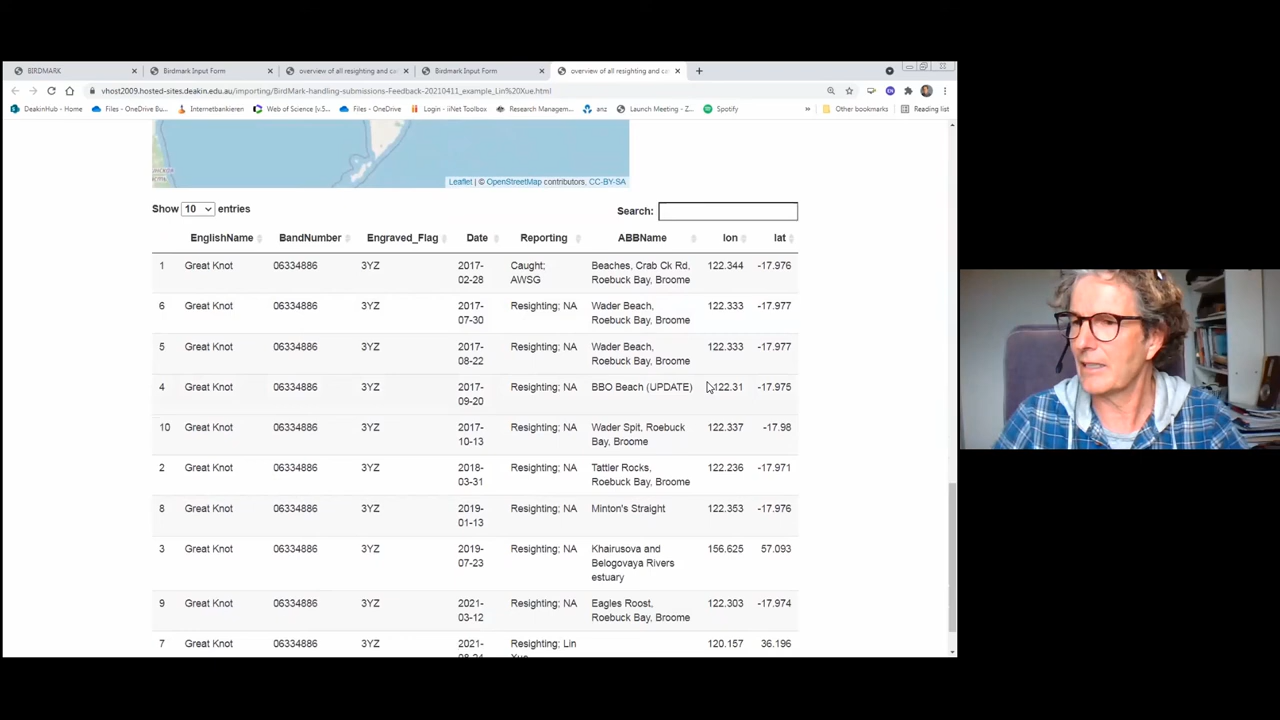 BIRDMARK Birdmark Input Form overview of all resighting and ca Birdmark Input Form overview of all resighting and ca
vhost2009.hosted-sites.deakin.edu.au/importing/BirdMark-handling-submissions-Feedback-20210411_example_Lin%20Xue.html
DeakinHub - Home Files - OneDrive Bu... Internetbankieren Files - OneDrive Web of Science [v.5... Files - OneDrive Login - iiNet Toolbox Research Managem... anz Launch Meeting - Z... Spotify » Other bookmarks Reading list
Leaflet | © OpenStreetMap contributors, CC-BY-SA
Show 10 entries Search:
EnglishName BandNumber Engraved_Flag Date Reporting ABBName lon lat
1 Great Knot 06334886 3YZ 2017- Caught; Beaches, Crab Ck Rd, 122.344 -17.976
02-28 AWSG Roebuck Bay, Broome
6 Great Knot 06334886 3YZ 2017- Resighting; NA Wader Beach, 122.333 -17.977
07-30 Roebuck Bay, Broome
5 Great Knot 06334886 3YZ 2017- Resighting; NA Wader Beach, 122.333 -17.977
08-22 Roebuck Bay, Broome
4 Great Knot 06334886 3YZ 2017- Resighting; NA BBO Beach (UPDATE) 122.31 -17.975
09-20
10 Great Knot 06334886 3YZ 2017- Resighting; NA Wader Spit, Roebuck 122.337 -17.98
10-13 Bay, Broome
2 Great Knot 06334886 3YZ 2018- Resighting; NA Tattler Rocks, 122.236 -17.971
03-31 Roebuck Bay, Broome
8 Great Knot 06334886 3YZ 2019- Resighting; NA Minton's Straight 122.353 -17.976
01-13
3 Great Knot 06334886 3YZ 2019- Resighting; NA Khairusova and 156.625 57.093
07-23 Belogovaya Rivers
estuary
9 Great Knot 06334886 3YZ 2021- Resighting; NA Eagles Roost, 122.303 -17.974
03-12 Roebuck Bay, Broome
7 Great Knot 06334886 3YZ 2021- Resighting; Lin 120.157 36.196